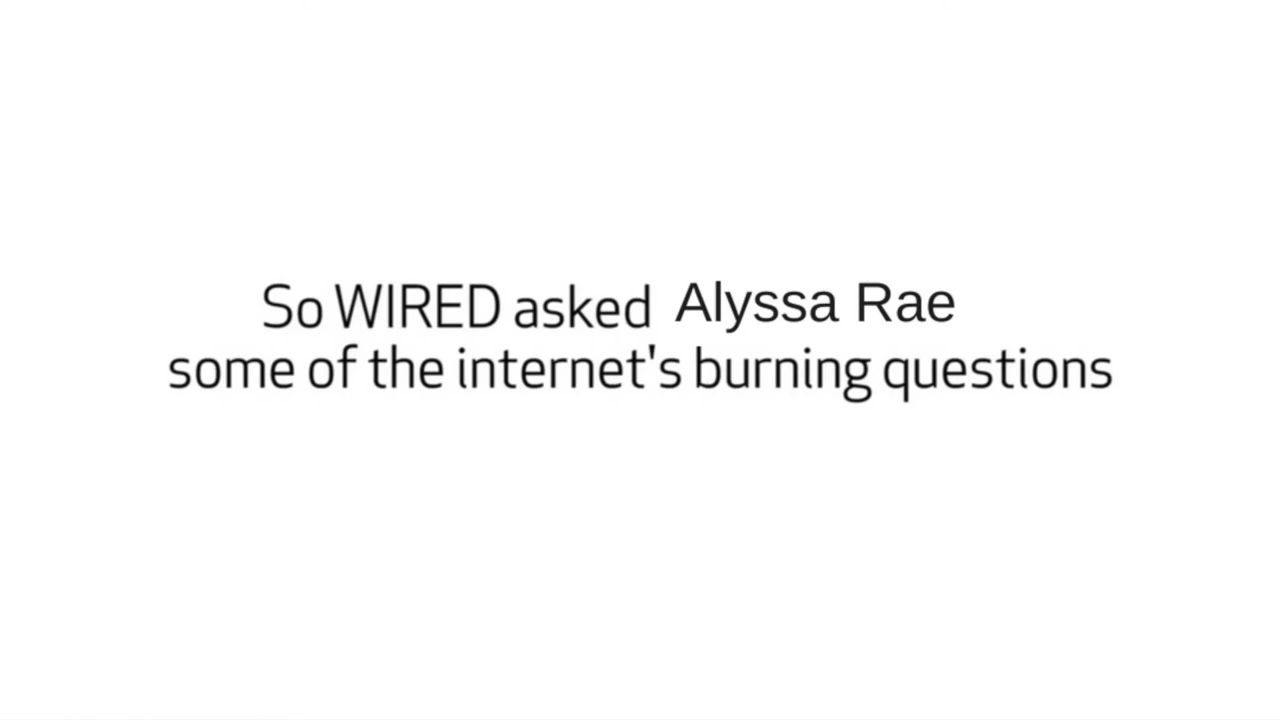 So WIRED asked Alyssa Rae
some of the internet's burning questions